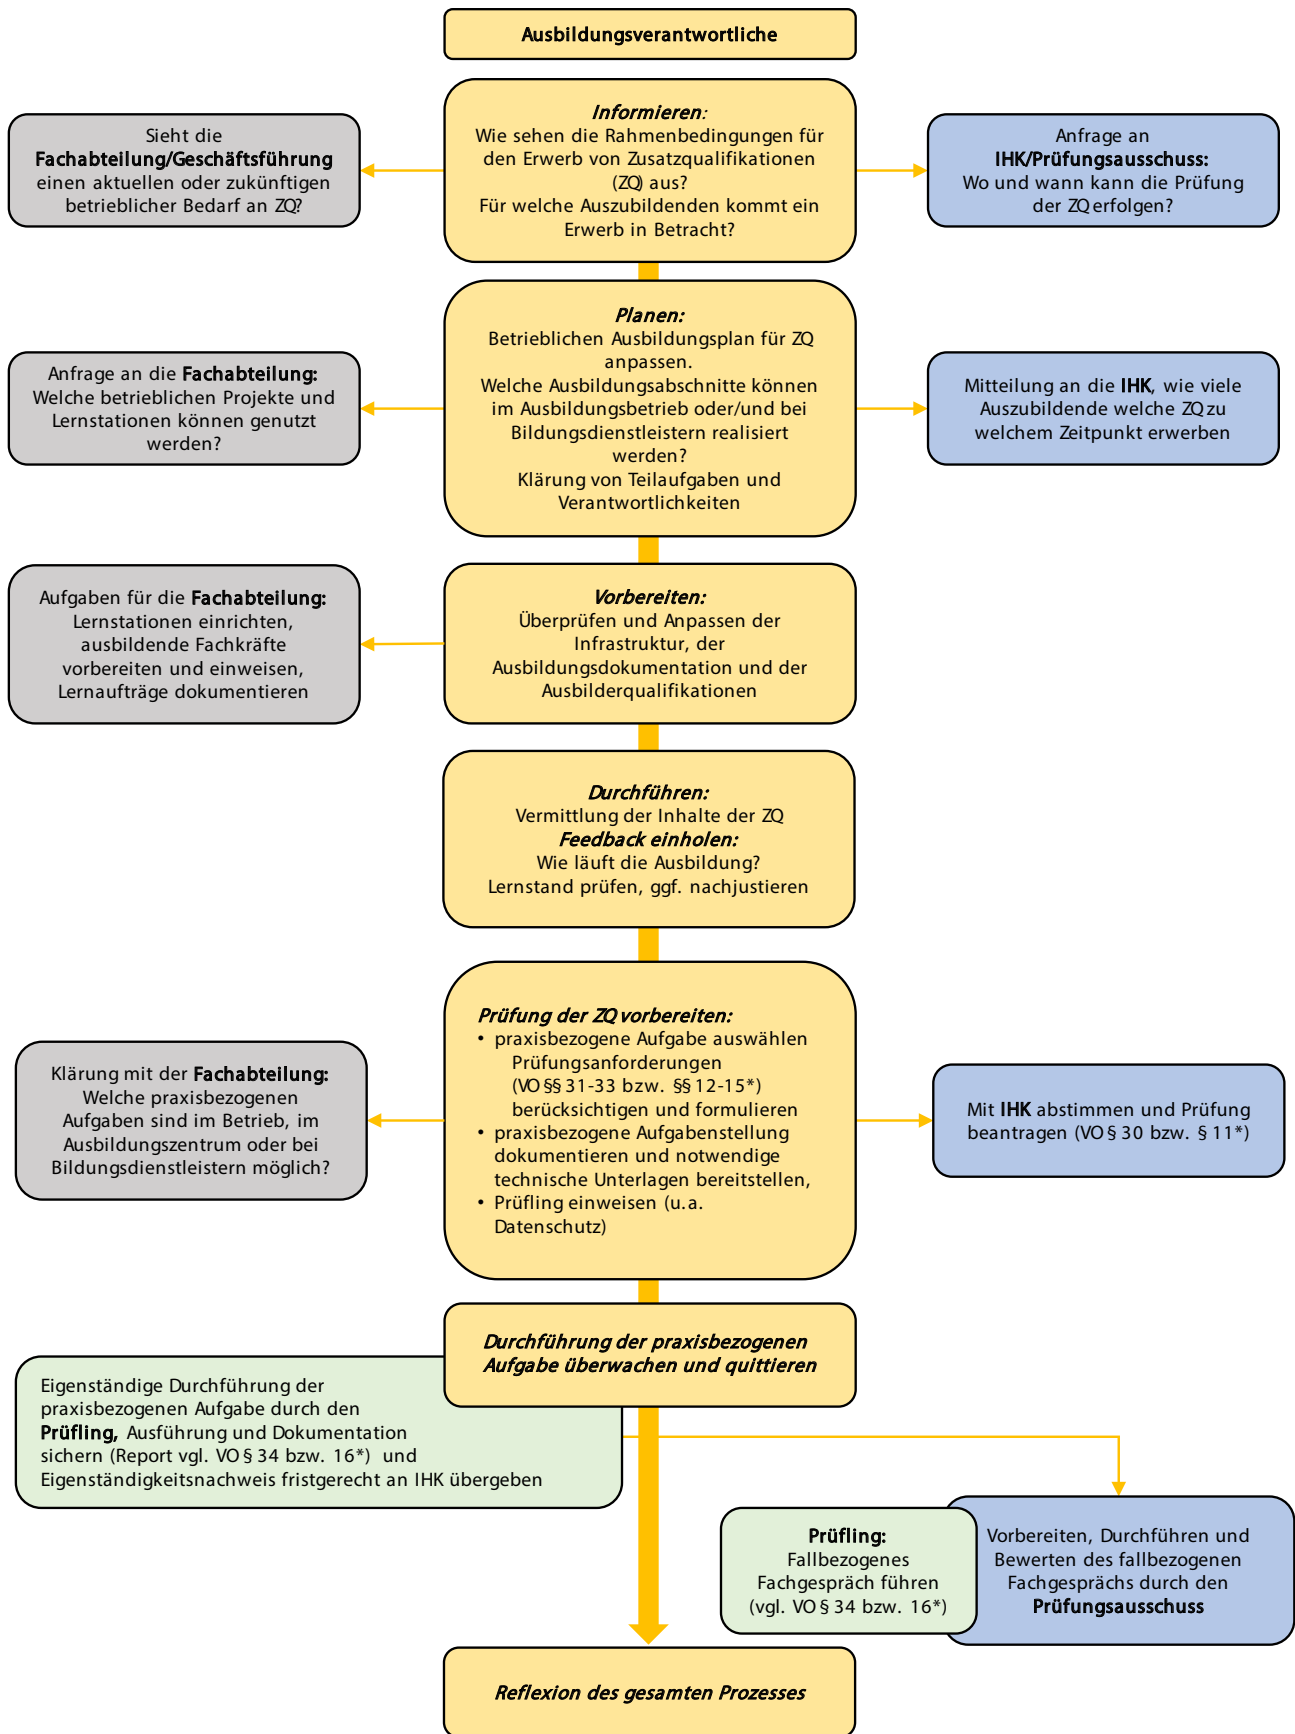 Ausbildungsverantwortliche
Informieren:
Wie sehen die Rahmenbedingungen für
den Erwerb von Zusatzqualifikationen
(ZQ) aus?
Für welche Auszubildenden kommt ein
Erwerb in Betracht?
Sieht die
Fachabteilung/Geschäftsführung
einen aktuellen oder zukünftigen
betrieblicher Bedarf an ZQ?
Anfrage an
IHK/Prüfungsausschuss:
Wo und wann kann die Prüfung
der ZQ erfolgen?
Planen:
Betrieblichen Ausbildungsplan für ZQ
anpassen.
Welche Ausbildungsabschnitte können
im Ausbildungsbetrieb oder/und bei
Bildungsdienstleistern realisiert
werden?
Klärung von Teilaufgaben und
Verantwortlichkeiten
Anfrage an die Fachabteilung:
Welche betrieblichen Projekte und
Lernstationen können genutzt
werden?
Mitteilung an die IHK, wie viele
Auszubildende welche ZQ zu
welchem Zeitpunkt erwerben
Vorbereiten:
Überprüfen und Anpassen der
Infrastruktur, der
Ausbildungsdokumentation und der
Ausbilderqualifikationen
Aufgaben für die Fachabteilung:
Lernstationen einrichten,
ausbildende Fachkräfte
vorbereiten und einweisen,
Lernaufträge dokumentieren
Durchführen:
Vermittlung der Inhalte der ZQ
Feedback einholen:
Wie läuft die Ausbildung?
Lernstand prüfen, ggf. nachjustieren
Prüfung der ZQ vorbereiten:
• praxisbezogene Aufgabe auswählen
Prüfungsanforderungen
(VO §§ 31-33 bzw. §§ 12-15*)
berücksichtigen und formulieren
• praxisbezogene Aufgabenstellung
dokumentieren und notwendige
technische Unterlagen bereitstellen,
• Prüfling einweisen (u.a.
Datenschutz)
Klärung mit der Fachabteilung:
Welche praxisbezogenen
Aufgaben sind im Betrieb, im
Ausbildungszentrum oder bei
Bildungsdienstleistern möglich?
Mit IHK abstimmen und Prüfung
beantragen (VO § 30 bzw. § 11*)
Durchführung der praxisbezogenen
Aufgabe überwachen und quittieren
Eigenständige Durchführung der
praxisbezogenen Aufgabe durch den
Prüfling, Ausführung und Dokumentation
sichern (Report vgl. VO § 34 bzw. 16*) und
Eigenständigkeitsnachweis fristgerecht an IHK übergeben
Prüfling:
Fallbezogenes
Fachgespräch führen
(vgl. VO § 34 bzw. 16*)
Vorbereiten, Durchführen und
Bewerten des fallbezogenen
Fachgesprächs durch den
Prüfungsausschuss
Reflexion des gesamten Prozesses